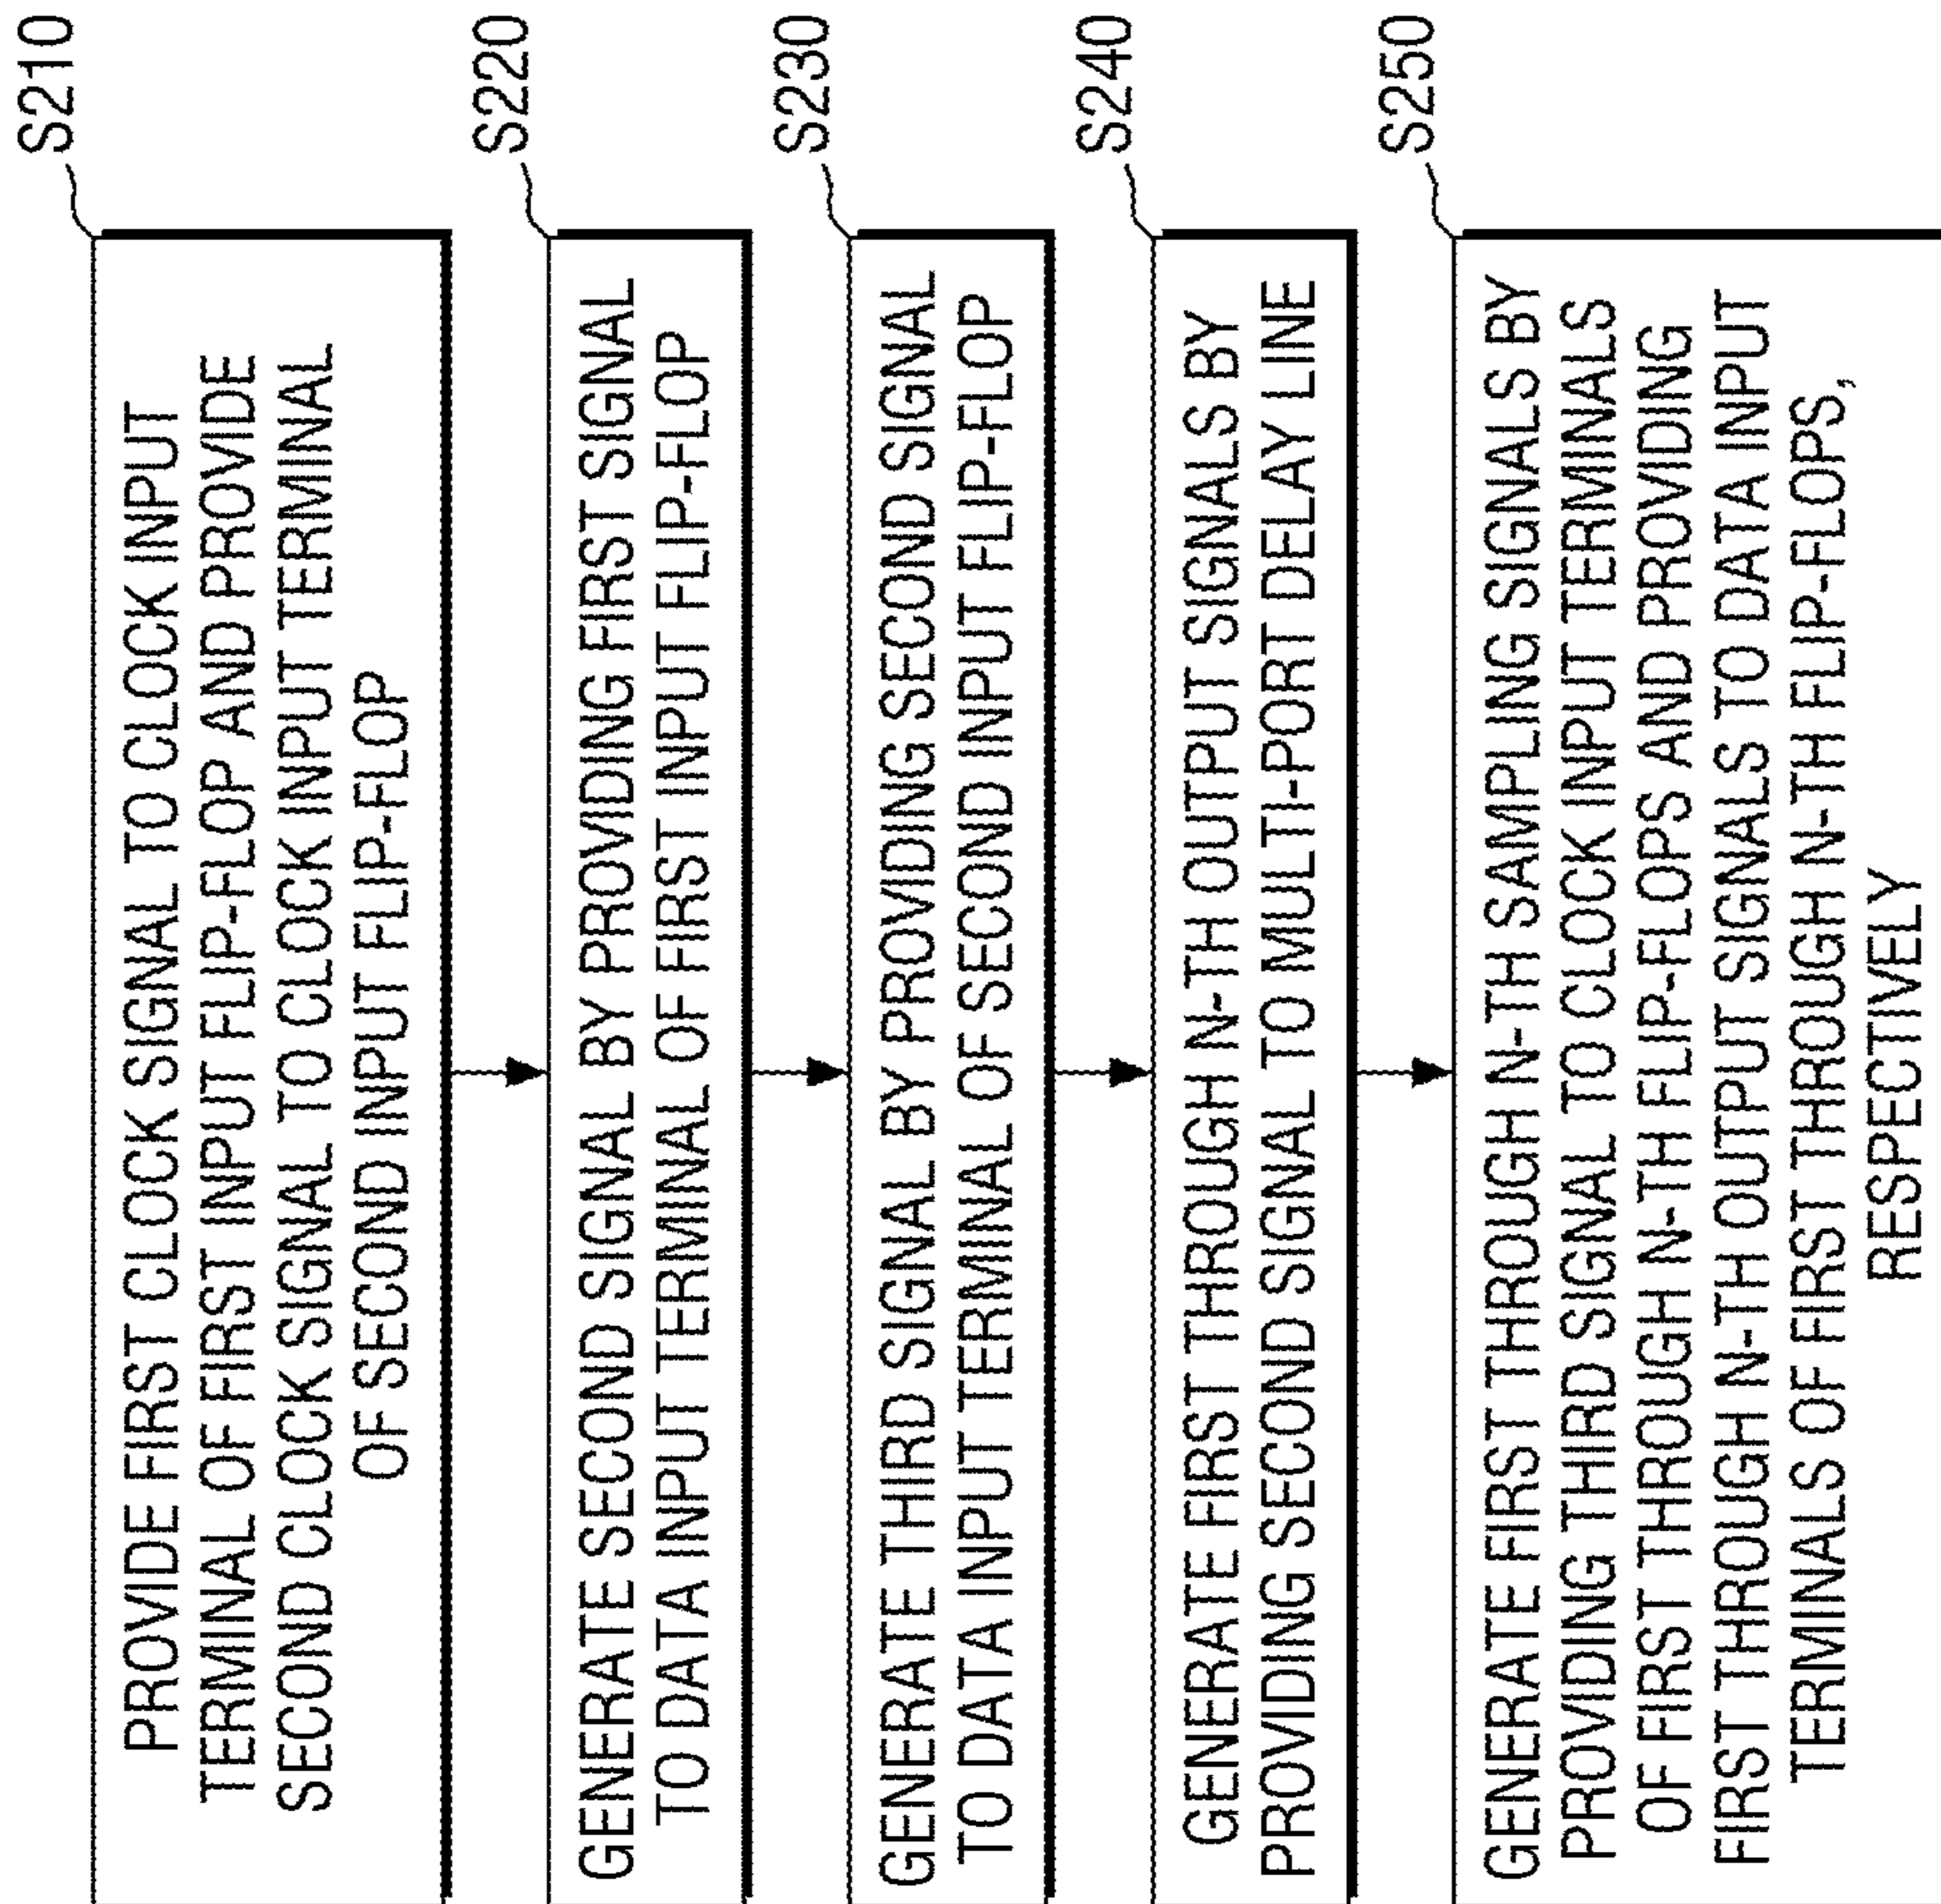 S210
PROVIDE FIRST CLOCK SIGNAL TO CLOCK INPUT
TERMINAL OF FIRST INPUT FLIP-FLOP AND PROVIDE
SECOND CLOCK SIGNAL TO CLOCK INPUT TERMINAL
OF SECOND INPUT FLIP-FLOP
S220
GENERATE SECOND SIGNAL BY PROVIDING FIRST SIGNAL
TO DATA INPUT TERMINAL OF FIRST INPUT FLIP-FLOP
S230
GENERATE THIRD SIGNAL BY PROVIDING SECOND SIGNAL
TO DATA INPUT TERMINAL OF SECOND INPUT FLIP-FLOP
S240
GENERATE FIRST THROUGH N-TH OUTPUT SIGNALS BY
PROVIDING SECOND SIGNAL TO MULTI-PORT DELAY LINE
S250
GENERATE FIRST THROUGH N-TH SAMPLING SIGNALS BY
PROVIDING THIRD SIGNAL TO CLOCK INPUT TERMINALS
OF FIRST THROUGH N-TH FLIP-FLOPS AND PROVIDING
FIRST THROUGH N-TH OUTPUT SIGNALS TO DATA INPUT
TERMINALS OF FIRST THROUGH N-TH FLIP-FLOPS,
RESPECTIVELY